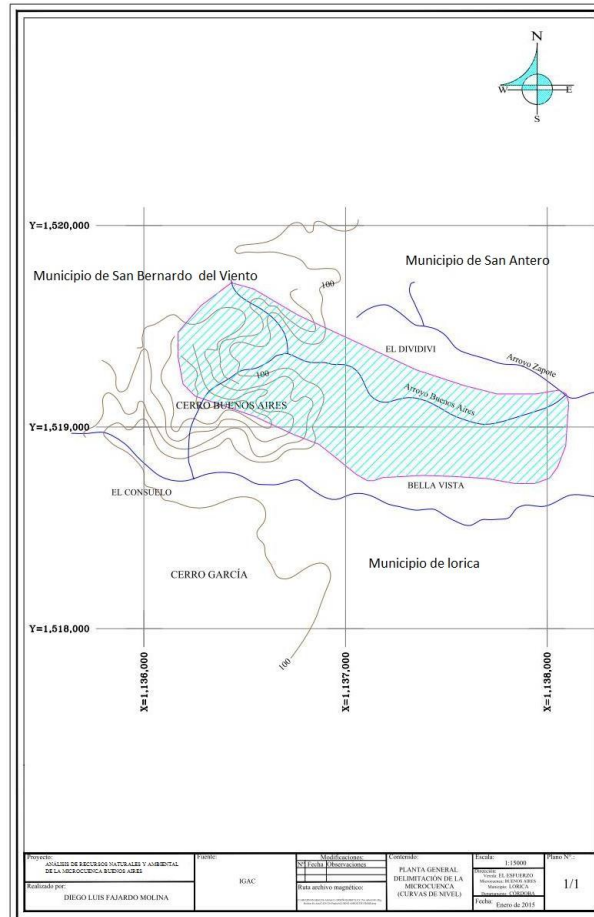 N
W
E
S
Y=1,520,000
Municipio de San Bernardo del Viento
Municipio de San Antero
100
EL DIVIDIVI
Arroyo Zapote
100
Arroyo Buenos Aires
CERRO BUENOS AIRES
Y=1,519,000
BELLA VISTA
EL CONSUELO
Municipio de lorica
CERRO GARCÍA
Y=1,518,000
100
X=1,136,000
X=1,137,000
X=1,138,000
Proyecto:
ANALISIS DE RECURSOS NATURALES Y AMBIENTAL
DE LA MICROCUENCA BUENOS AIRES
Realizado por:
DIEGO LUIS FAJARDO MOLINA
Fuente:
IGAC
Modificaciones:
Nº Fecha Observaciones
Ruta archivo magnético:
Contenido:
PLANTA GENERAL
DELIMITACIÓN DE LA
MICROCUENCA
(CURVAS DE NIVEL)
Escala:
1:15000
Dirección:
Vereda: EL ESFUERZO
Microcuenca: BUENOS AIRES
Municipio: LORICA
Departamento: CÓRDOBA
Fecha:
Enero de 2015
Plano Nº.:
1/1